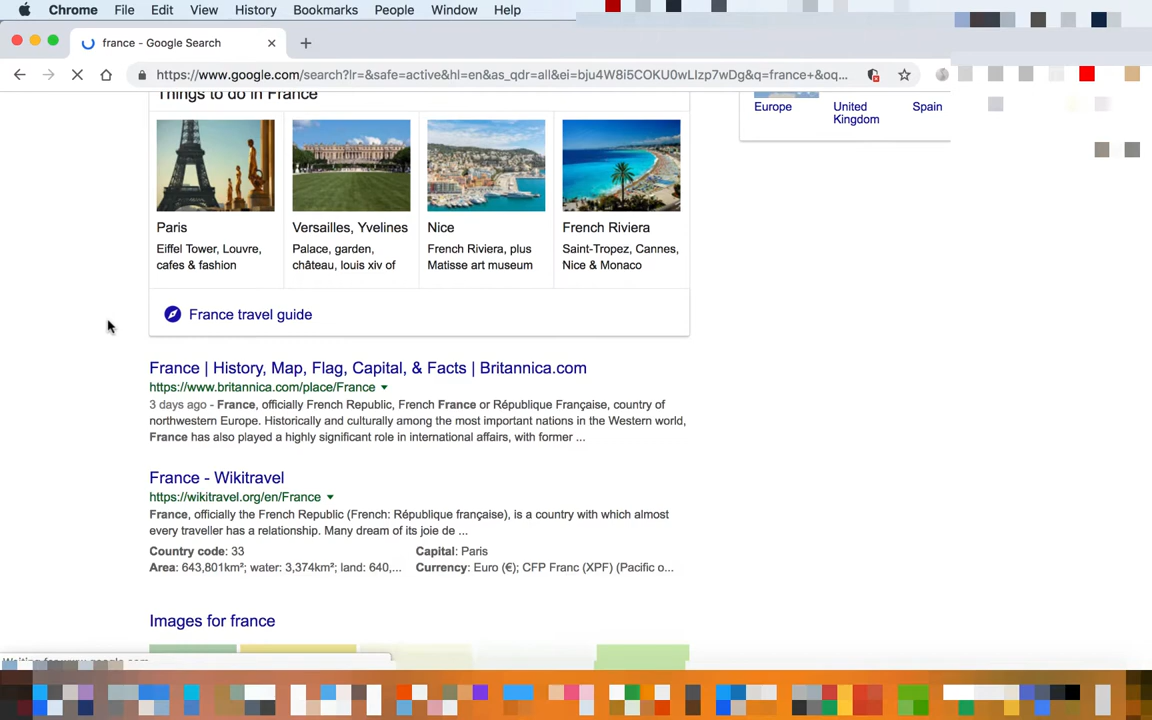 Chrome File Edit View History Bookmarks People Window Help
france - Google Search
https://www.google.com/search?lr=&safe=active&hl=en&as_qdr=all&ei=bju4W8i5COKU0wLIzp7wDg&q=france+&oq...
Things to do in France
Europe United Kingdom Spain
Paris
Eiffel Tower, Louvre,
cafes & fashion
Versailles, Yvelines
Palace, garden,
château, louis xiv of
Nice
French Riviera, plus
Matisse art museum
French Riviera
Saint-Tropez, Cannes,
Nice & Monaco
France travel guide
France | History, Map, Flag, Capital, & Facts | Britannica.com
https://www.britannica.com/place/France
3 days ago - France, officially French Republic, French France or République Française, country of
northwestern Europe. Historically and culturally among the most important nations in the Western world,
France has also played a highly significant role in international affairs, with former ...
France - Wikitravel
https://wikitravel.org/en/France
France, officially the French Republic (French: République française), is a country with which almost
every traveller has a relationship. Many dream of its joie de ...
Country code: 33 Capital: Paris
Area: 643,801km²; water: 3,374km²; land: 640,... Currency: Euro (€); CFP Franc (XPF) (Pacific o...
Images for france